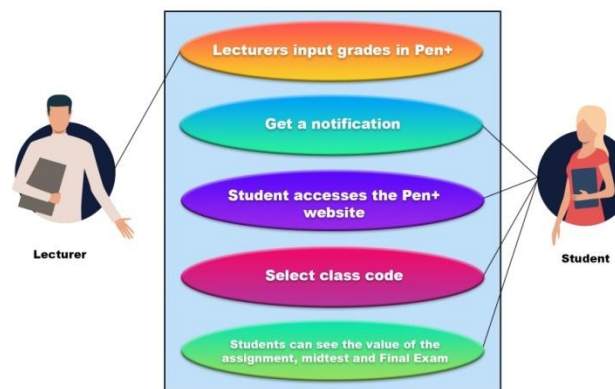 Lecturers input grades in Pen+
Get a notification
Student accesses the Pen+
website
Lecturer
Student
Select class code
Students can see the value of the
assignment, midtest and Final Exam